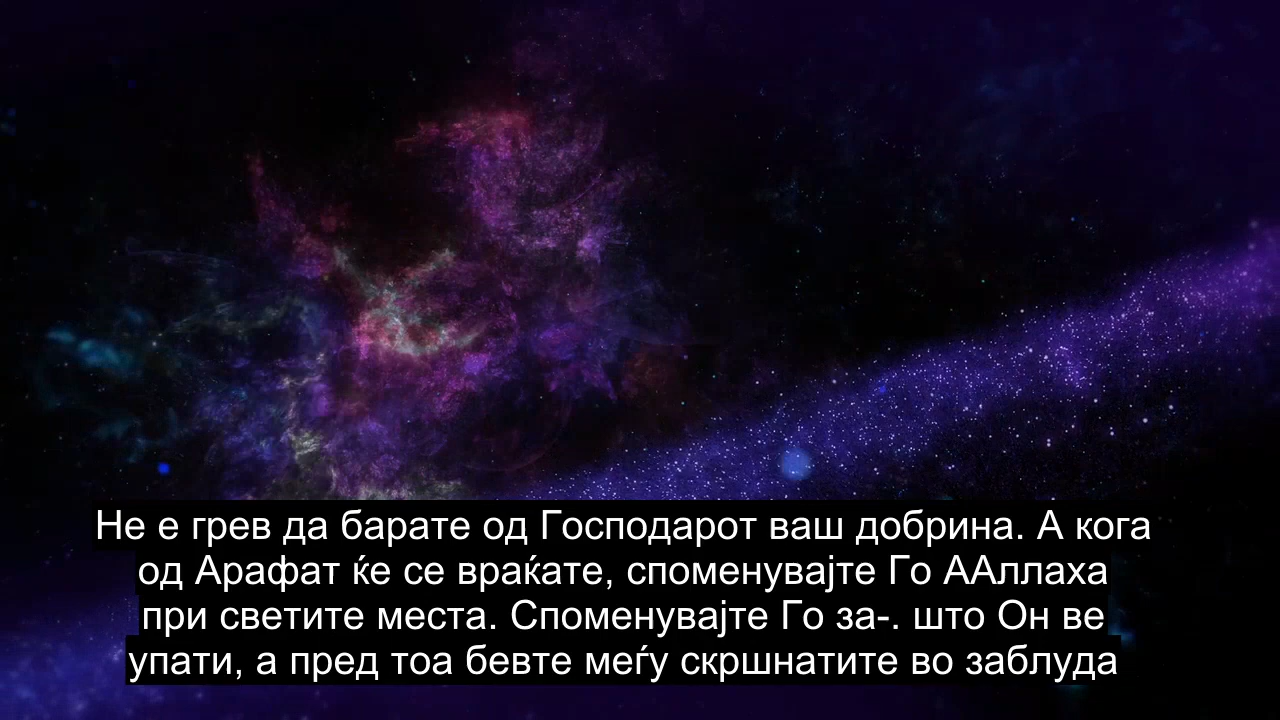 Не е грев да барате од Господарот ваш добрина. А кога
од Арафат ќе се враќате, споменувајте Го ААллаха
при светите места. Споменувајте Го за-. што Он ве
упати, а пред тоа бевте меѓу скршнатите во заблуда